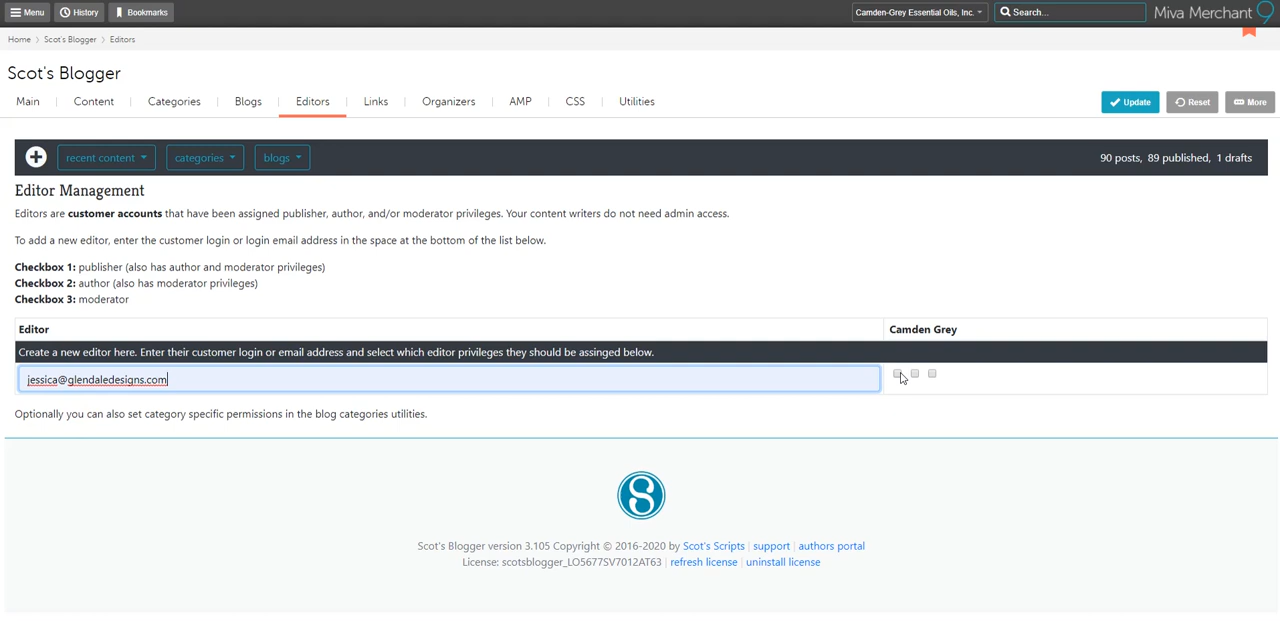 Menu History Bookmarks Camden-Grey Essential Oils, Inc. Search... Miva Merchant 9
Home > Scot's Blogger > Editors
Scot's Blogger
Main Content Categories Blogs Editors Links Organizers AMP CSS Utilities Update Reset More
recent content categories blogs 90 posts, 89 published, 1 drafts
Editor Management
Editors are customer accounts that have been assigned publisher, author, and/or moderator privileges. Your content writers do not need admin access.
To add a new editor, enter the customer login or login email address in the space at the bottom of the list below.
Checkbox 1: publisher (also has author and moderator privileges)
Checkbox 2: author (also has moderator privileges)
Checkbox 3: moderator
Editor Camden Grey
Create a new editor here. Enter their customer login or email address and select which editor privileges they should be assinged below.
jessica@glendaledesigns.com
Optionally you can also set category specific permissions in the blog categories utilities.
S
Scot's Blogger version 3.105 Copyright © 2016-2020 by Scot's Scripts | support | authors portal
License: scotsblogger_LO5677SV7012AT63 | refresh license | uninstall license